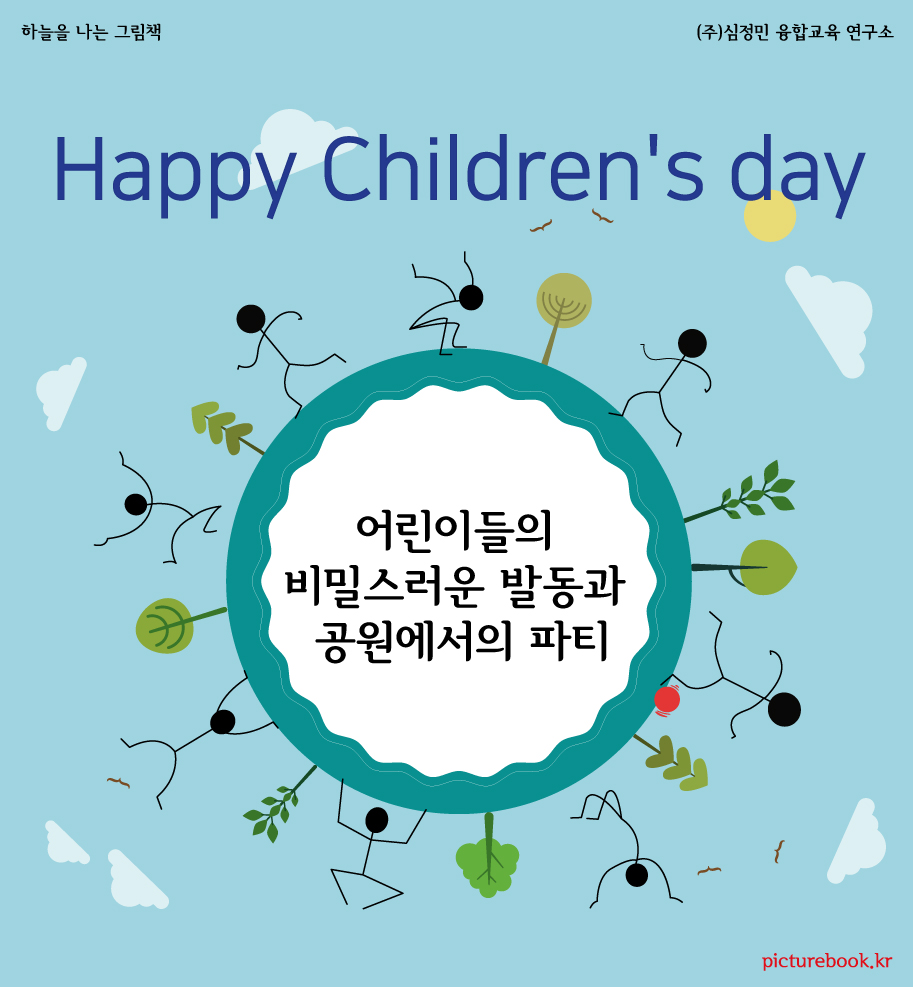 하늘을 나는 그림책
(주)심정민 융합교육 연구소
Happy Children's day
어린이들의
비밀스러운 발동과
공원에서의 파티
picturebook.kr